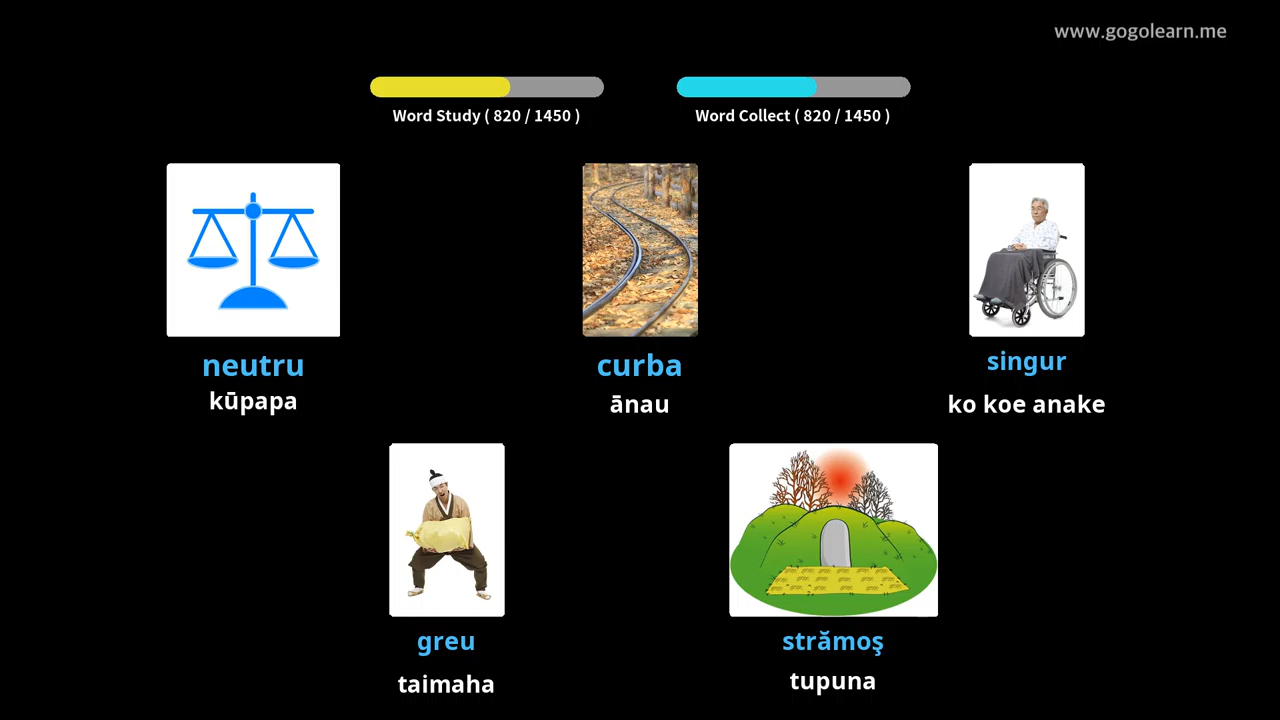 www.gogolearn.me
Word Study ( 820 / 1450 )
Word Collect ( 820 / 1450 )
neutru
kūpapa
curba
ānau
singur
ko koe anake
greu
taimaha
strămoş
tupuna